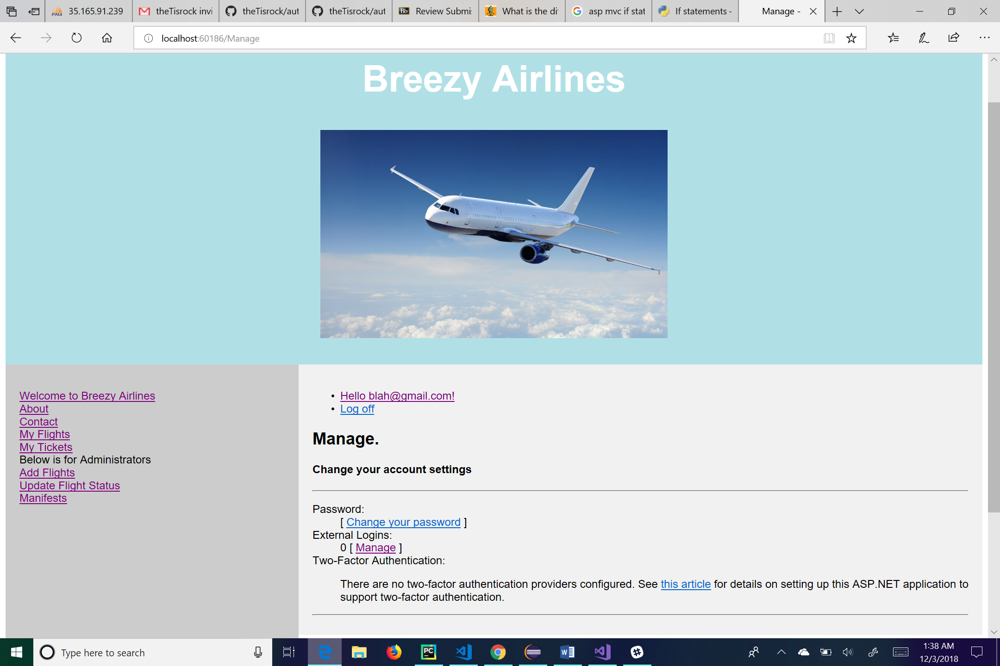 35.165.91.239
theTisrock invi
theTisrock/aut
theTisrock/aut
Bb Review Submi
What is the di
asp mvc if stat
If statements -
Manage -
localhost:60186/Manage
Breezy Airlines
Welcome to Breezy Airlines
About
Contact
My Flights
My Tickets
Below is for Administrators
Add Flights
Update Flight Status
Manifests
• Hello blah@gmail.com!
• Log off
Manage.
Change your account settings
Password:
[ Change your password ]
External Logins:
0 [ Manage ]
Two-Factor Authentication:
There are no two-factor authentication providers configured. See this article for details on setting up this ASP.NET application to
support two-factor authentication.
Type here to search
PC
W
1:38 AM
12/3/2018